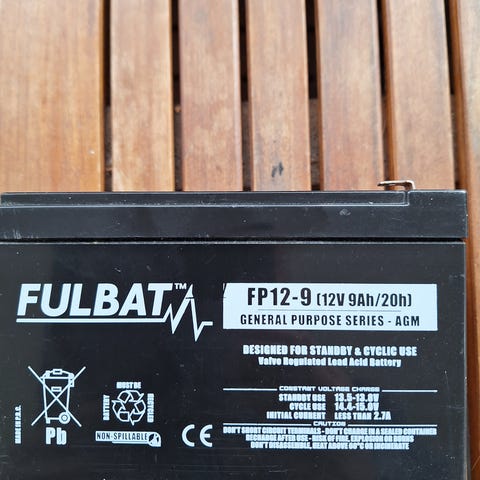 FULBAT™
FP12-9 (12V 9Ah/20h)
GENERAL PURPOSE SERIES - AGM
DESIGNED FOR STANDBY & CYCLIC USE
Valve Regulated Lead Acid Battery
CONSTANT VOLTAGE CHARGE
STANDBY USE 13.5-13.8V
CYCLE USE 14.4-15.0V
INITIAL CURRENT LESS THAN 2.7A
CAUTION
DON'T SHORT CIRCUIT TERMINALS - DON'T CHARGE IN A SEALED CONTAINER
RECHARGE AFTER USE - RISK OF FIRE, EXPLOSION OR BURNS
DON'T DISASSEMBLE, HEAT ABOVE 60°C OR INCINERATE
MADE IN P.R.C.
Pb
BATTERY
MUST BE
RECYCLED
NON-SPILLABLE
CE